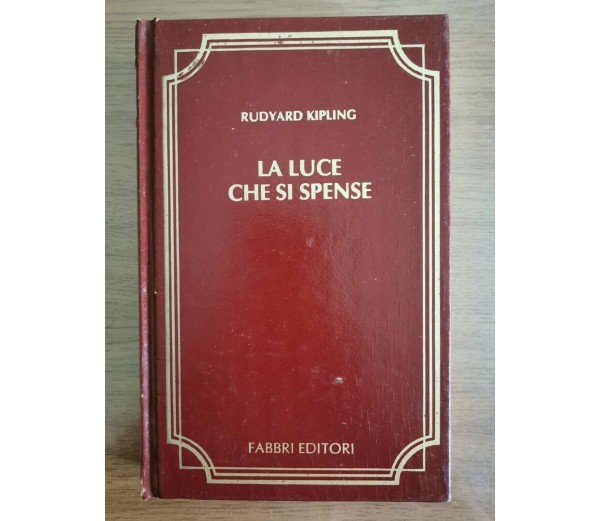 RUDYARD KIPLING
LA LUCE
CHE SI SPENSE
FABBRI EDITORI